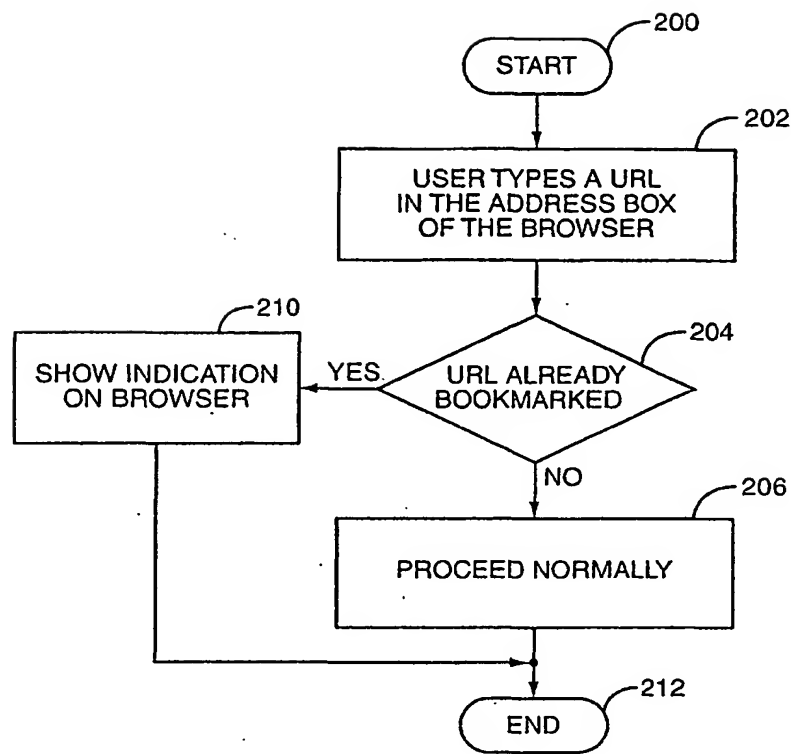 200
START
202
USER TYPES A URL
IN THE ADDRESS BOX
OF THE BROWSER
204
URL ALREADY
BOOKMARKED
YES
210
SHOW INDICATION
ON BROWSER
NO
206
PROCEED NORMALLY
212
END